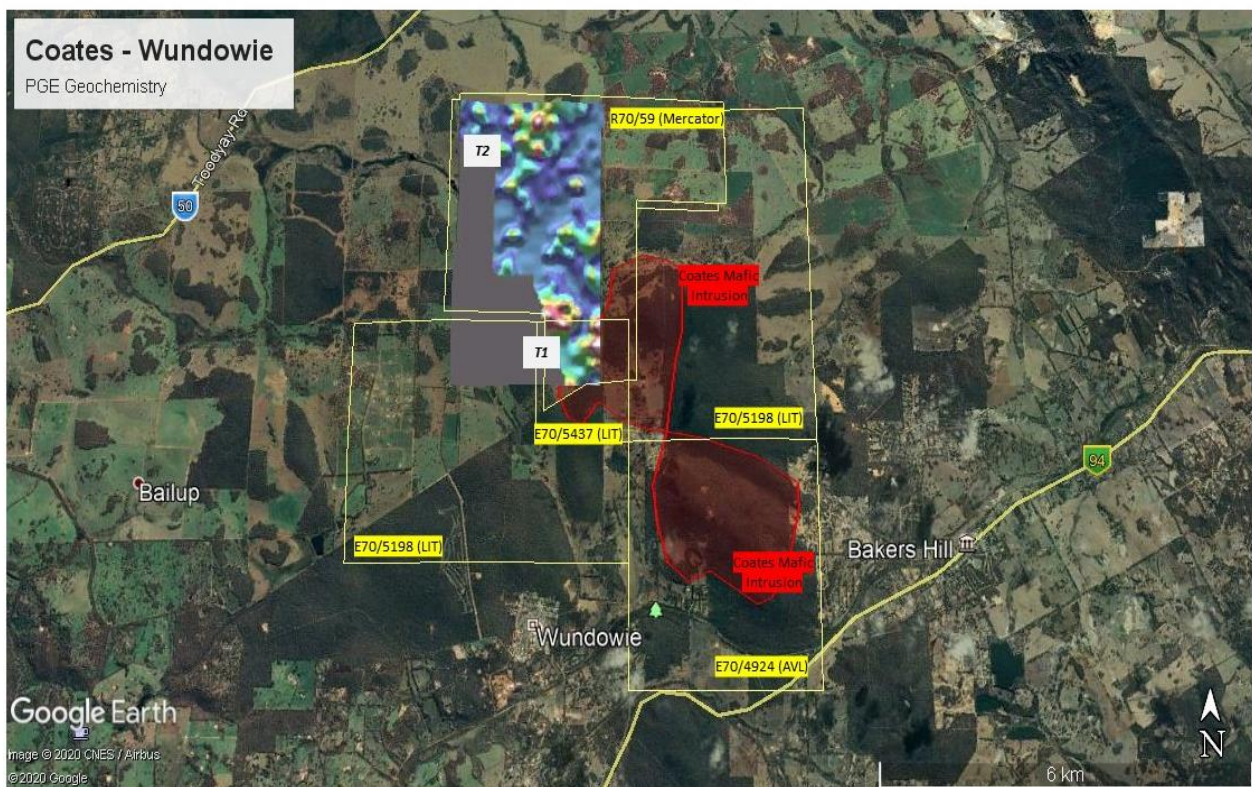 Coates - Wundowie
PGE Geochemistry
R70/59 (Mercator)
T2
Toodyay Rd
50
Coates Mafic
Intrusion
T1
E70/5198 (LIT)
E70/5437 (LIT)
94
Bailup
E70/5198 (LIT)
Bakers Hill
Coates Mafic
Intrusion
Wundowie
E70/4924 (AVL)
Google Earth
Image © 2020 CNES / Airbus
© 2020 Google
N
6 km